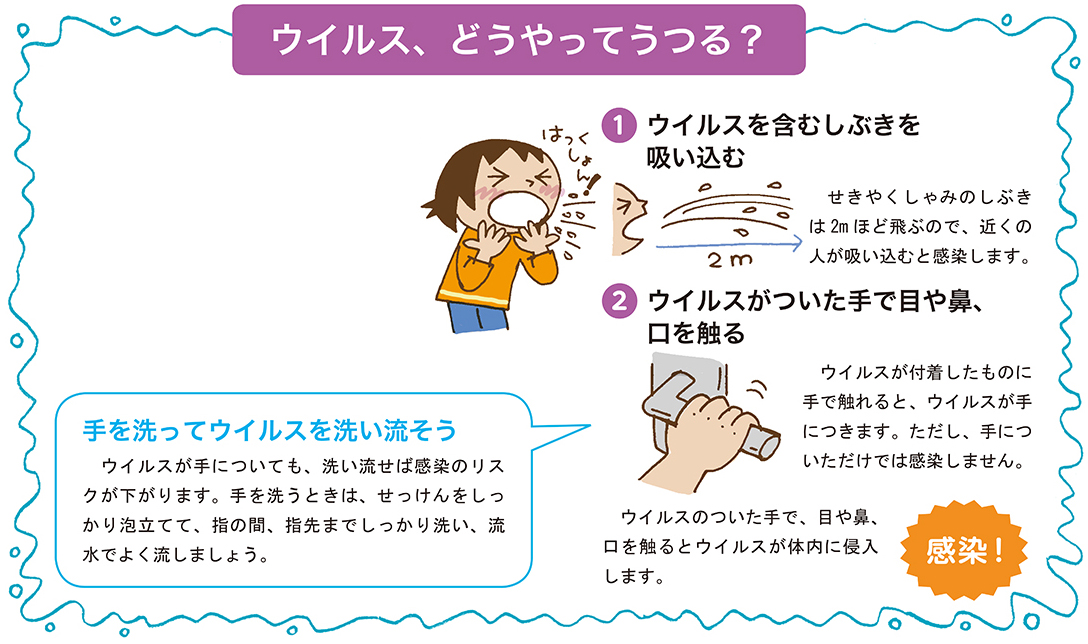 ウイルス、どうやってうつる？
はっく
しょ
ん!
1 ウイルスを含むしぶきを
吸い込む
せきやくしゃみのしぶき
は2mほど飛ぶので、近くの
人が吸い込むと感染します。
2m
2 ウイルスがついた手で目や鼻、
口を触る
ウイルスが付着したものに
手で触れると、ウイルスが手
につきます。ただし、手につ
いただけでは感染しません。
手を洗ってウイルスを洗い流そう
ウイルスが手についても、洗い流せば感染のリス
クが下がります。手を洗うときは、せっけんをしっ
かり泡立てて、指の間、指先までしっかり洗い、流
水でよく流しましょう。
ウイルスのついた手で、目や鼻、
口を触るとウイルスが体内に侵入
します。
感染！